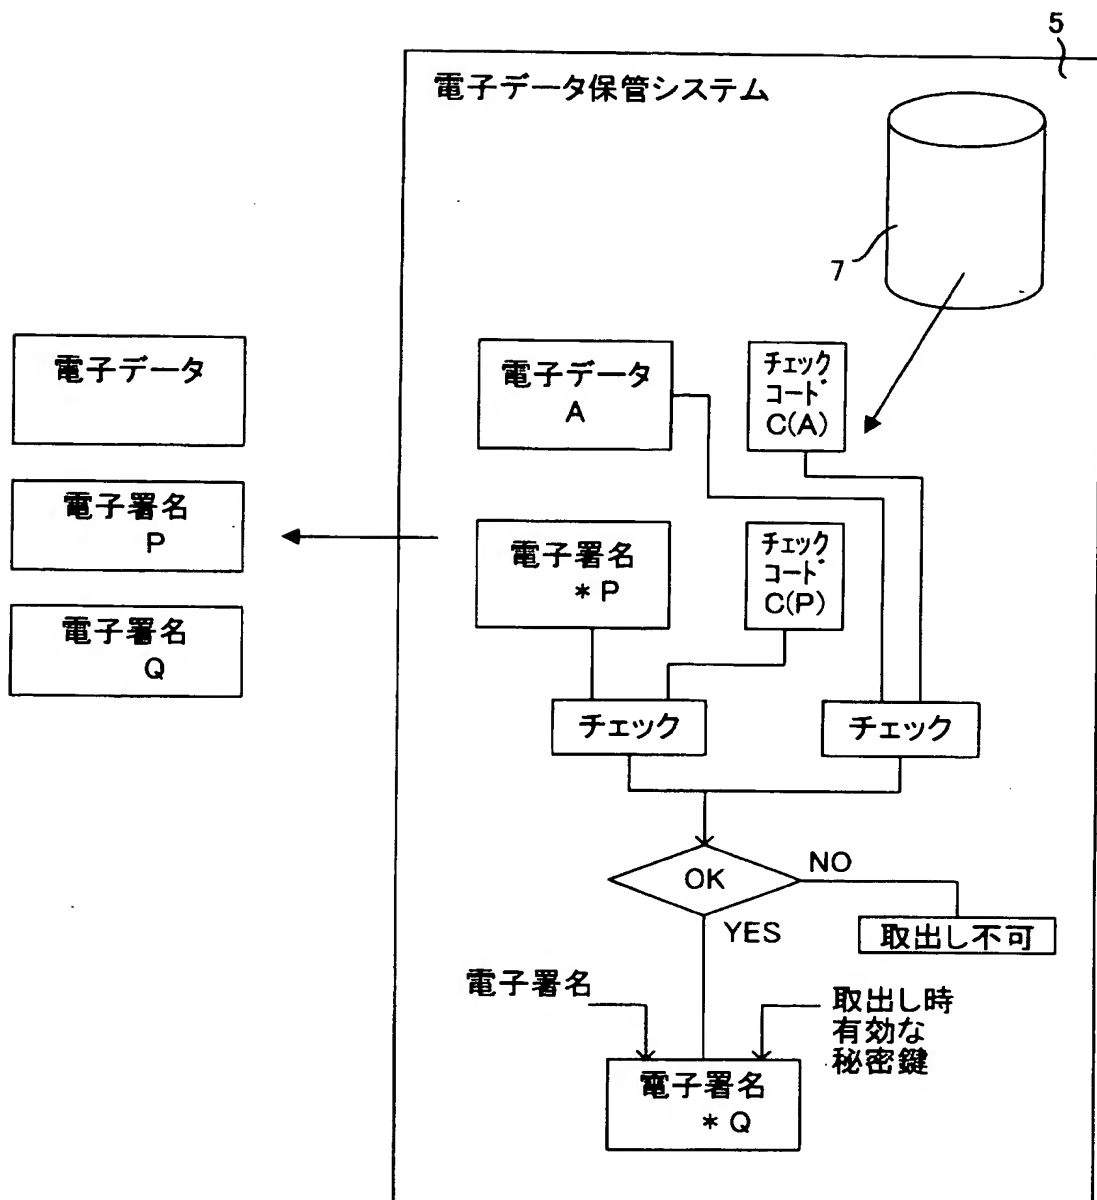 5
電子データ保管システム
7
電子データ
電子署名
P
電子署名
Q
電子データ
A
チェック
コード
C(A)
電子署名
*P
チェック
コード
C(P)
チェック
チェック
OK
NO
YES
取出し不可
電子署名
取出し時
有効な
秘密鍵
電子署名
*Q